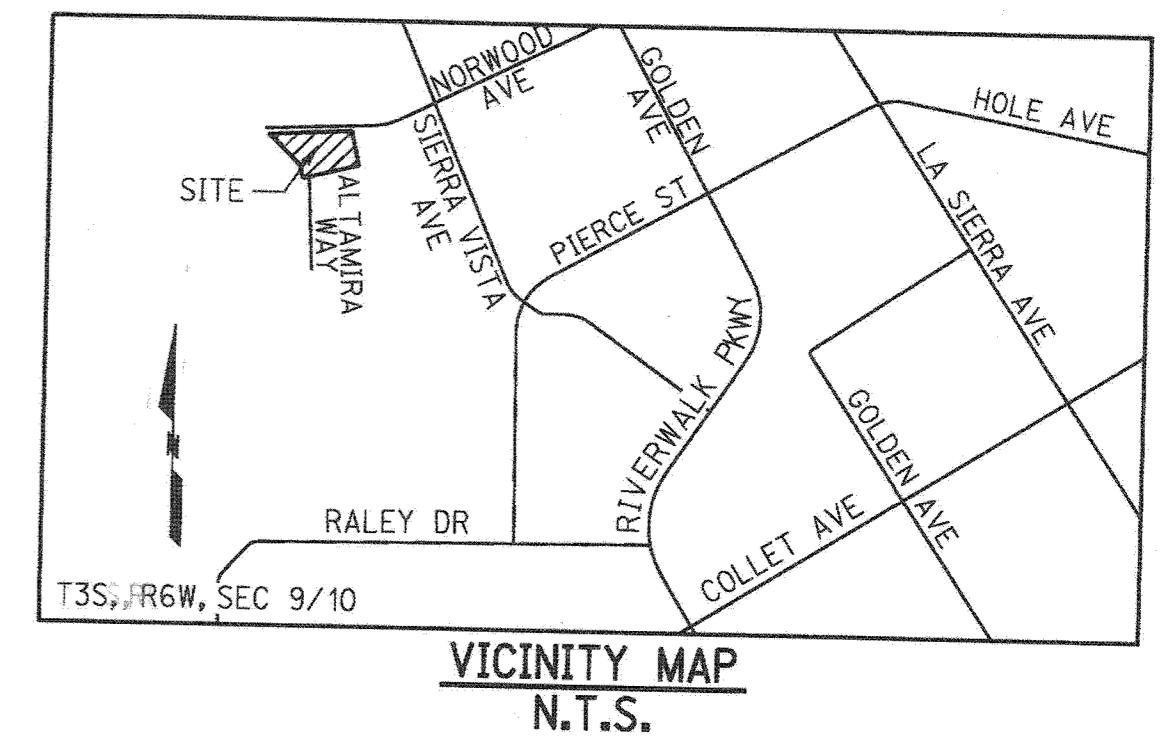 NORWOOD
AVE
GOLDEN
AVE
HOLE AVE
SITE
ALTAMIRA
WAY
SIERRA VISTA
AVE
PIERCE ST
LA SIERRA AVE
RIVERWALK PKWY
GOLDEN AVE
RALEY DR
COLLET AVE
N
T3S, R6W, SEC 9/10
VICINITY MAP
N.T.S.